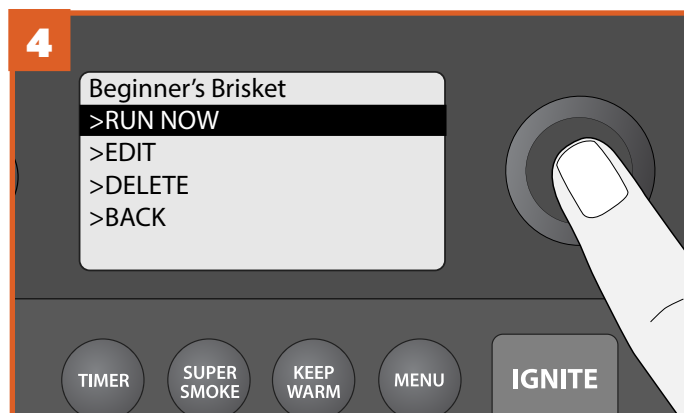 4
Beginner's Brisket
>RUN NOW
>EDIT
>DELETE
>BACK
TIMER
SUPER
SMOKE
KEEP
WARM
MENU
IGNITE